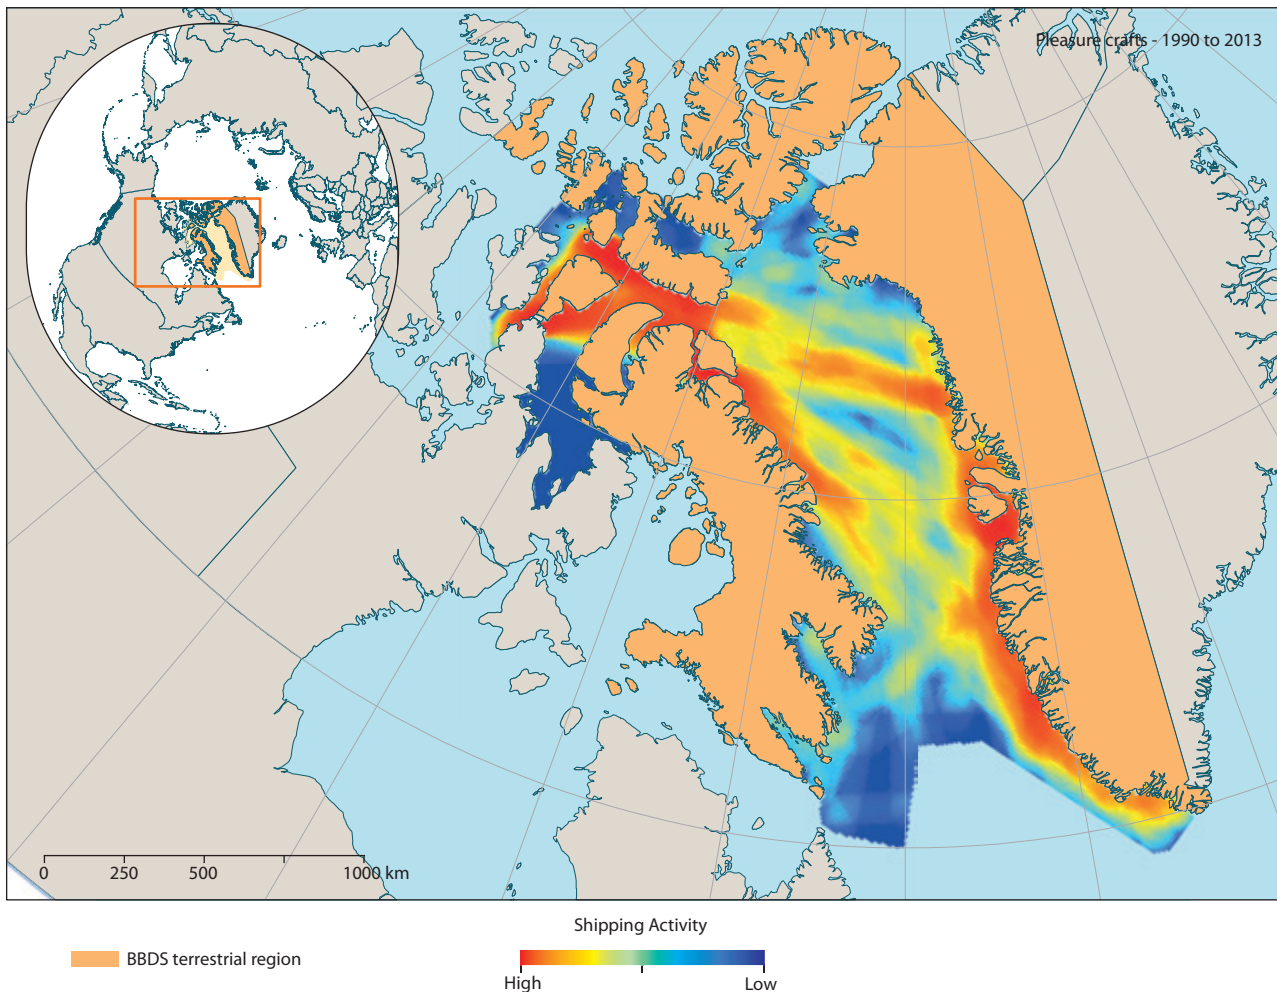 Pleasure crafts - 1990 to 2013
0 250 500 1000 km
Shipping Activity
BBDS terrestrial region
High Low